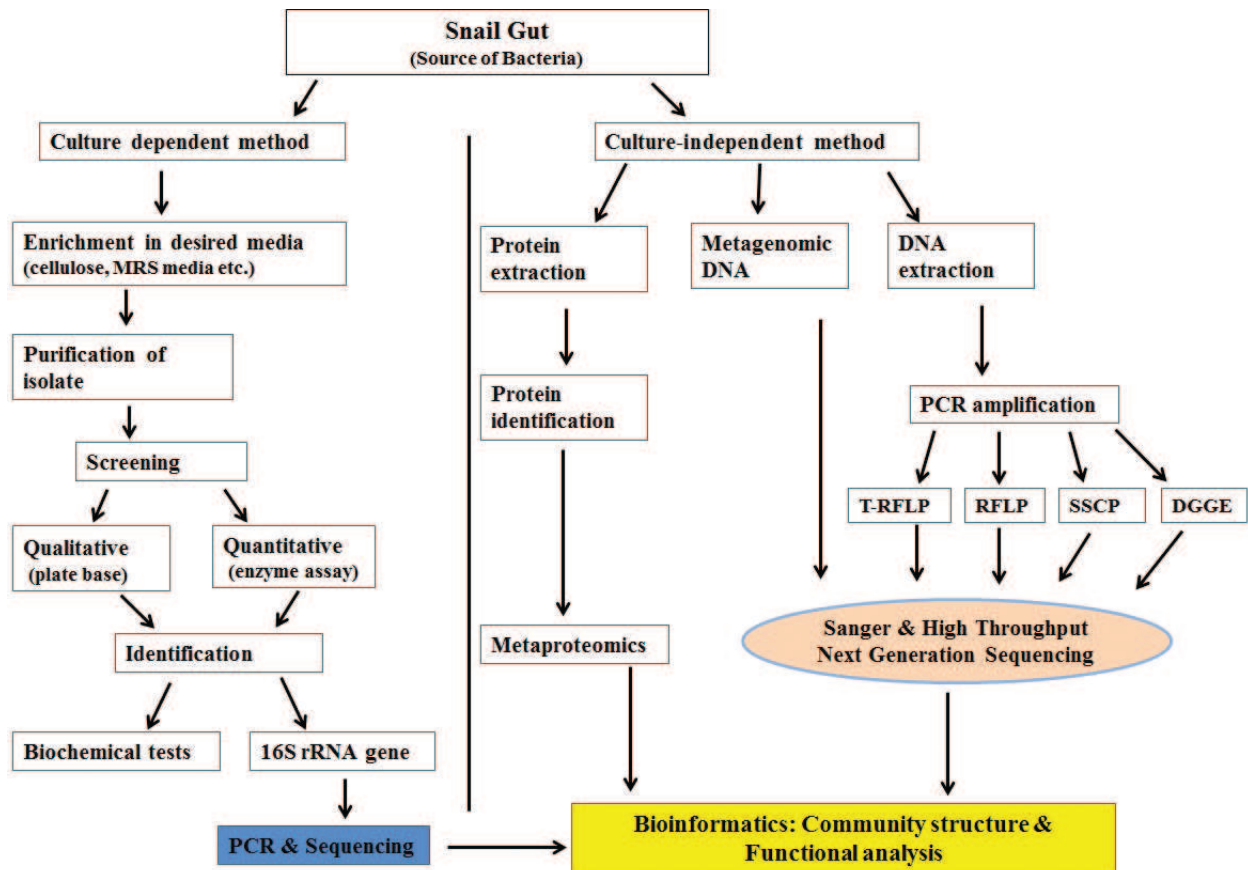 Snail Gut
(Source of Bacteria)
Culture dependent method
Enrichment in desired media
(cellulose, MRS media etc.)
Purification of
isolate
Screening
Qualitative
(plate base)
Quantitative
(enzyme assay)
Identification
Biochemical tests
16S rRNA gene
PCR & Sequencing
Culture-independent method
Protein
extraction
Metagenomic
DNA
DNA
extraction
Protein
identification
PCR amplification
T-RFLP
RFLP
SSCP
DGGE
Metaproteomics
Sanger & High Throughput
Next Generation Sequencing
Bioinformatics: Community structure &
Functional analysis